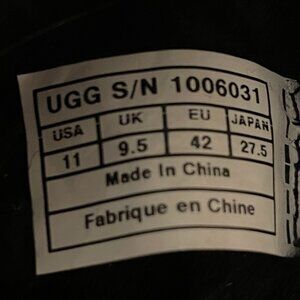 UGG S/N 1006031
USA UK EU JAPAN
11 9.5 42 27.5
Made In China
Fabrique en Chine